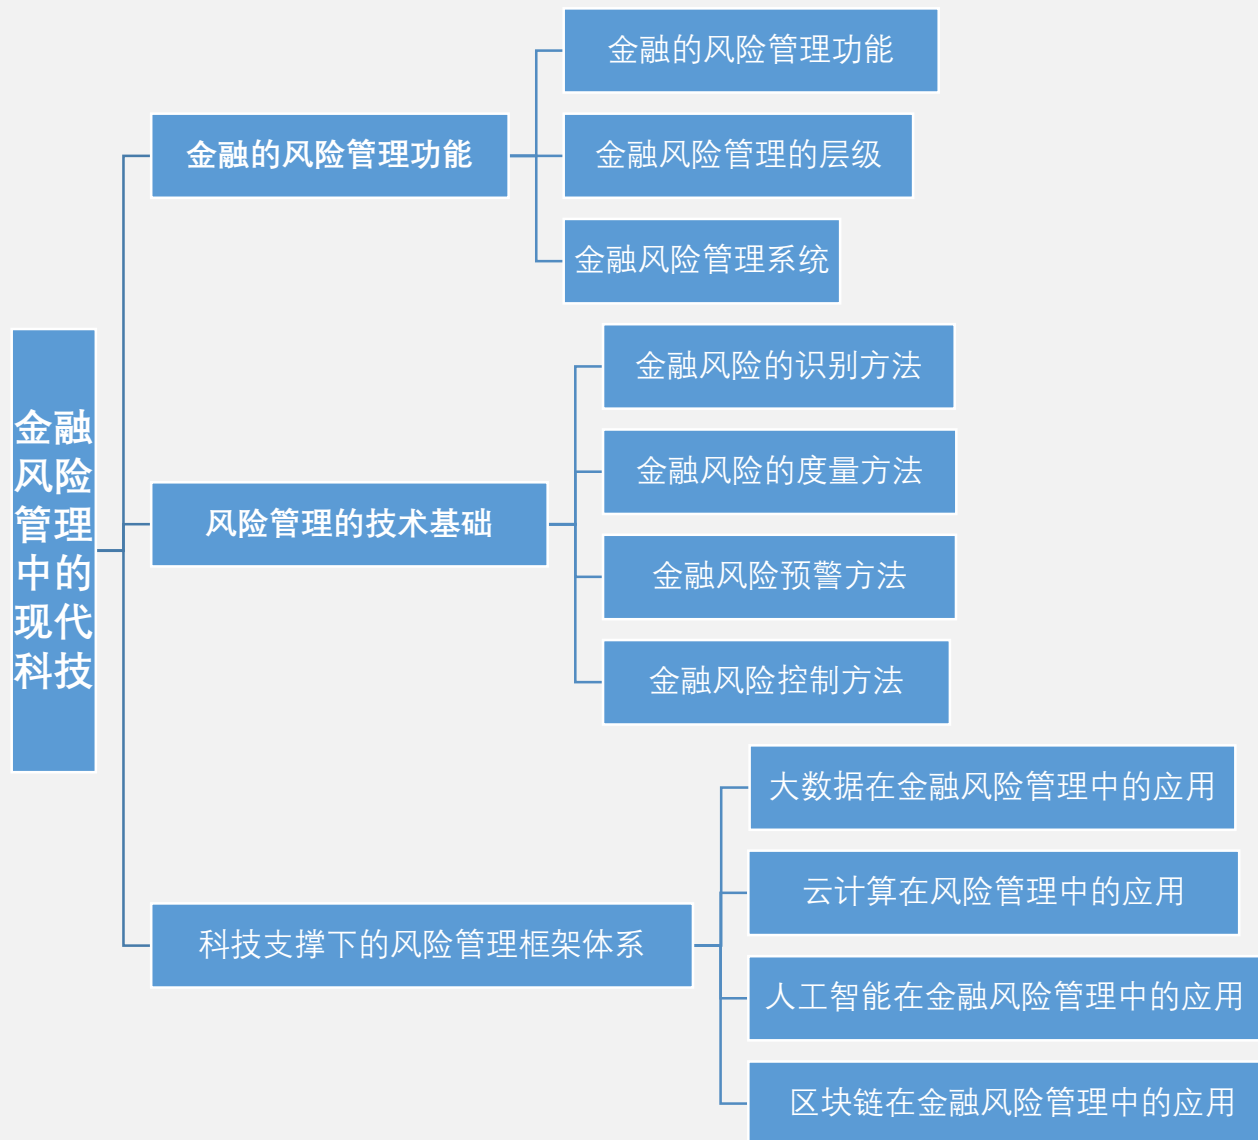 金融的风险管理功能
金融的风险管理功能
金融风险管理的层级
金融风险管理系统
金融
风险
管理
中的
现代
科技
风险管理的技术基础
金融风险的识别方法
金融风险的度量方法
金融风险预警方法
金融风险控制方法
科技支撑下的风险管理框架体系
大数据在金融风险管理中的应用
云计算在风险管理中的应用
人工智能在金融风险管理中的应用
区块链在金融风险管理中的应用